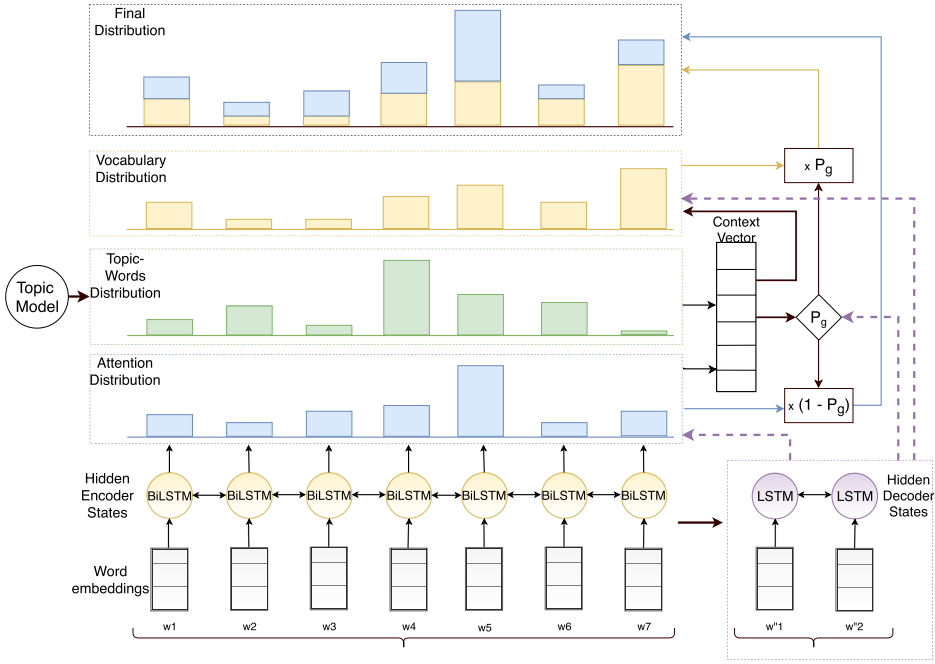 Final
Distribution
Vocabulary
Distribution
x Pg
Context
Vector
Topic-
Words
Distribution
Topic
Model
Pg
Attention
Distribution
x (1 - Pg)
Hidden
Encoder
States
BiLSTM
BiLSTM
BiLSTM
BiLSTM
BiLSTM
BiLSTM
BiLSTM
LSTM
LSTM
Hidden
Decoder
States
Word
embeddings
w1
w2
w3
w4
w5
w6
w7
w"1
w"2